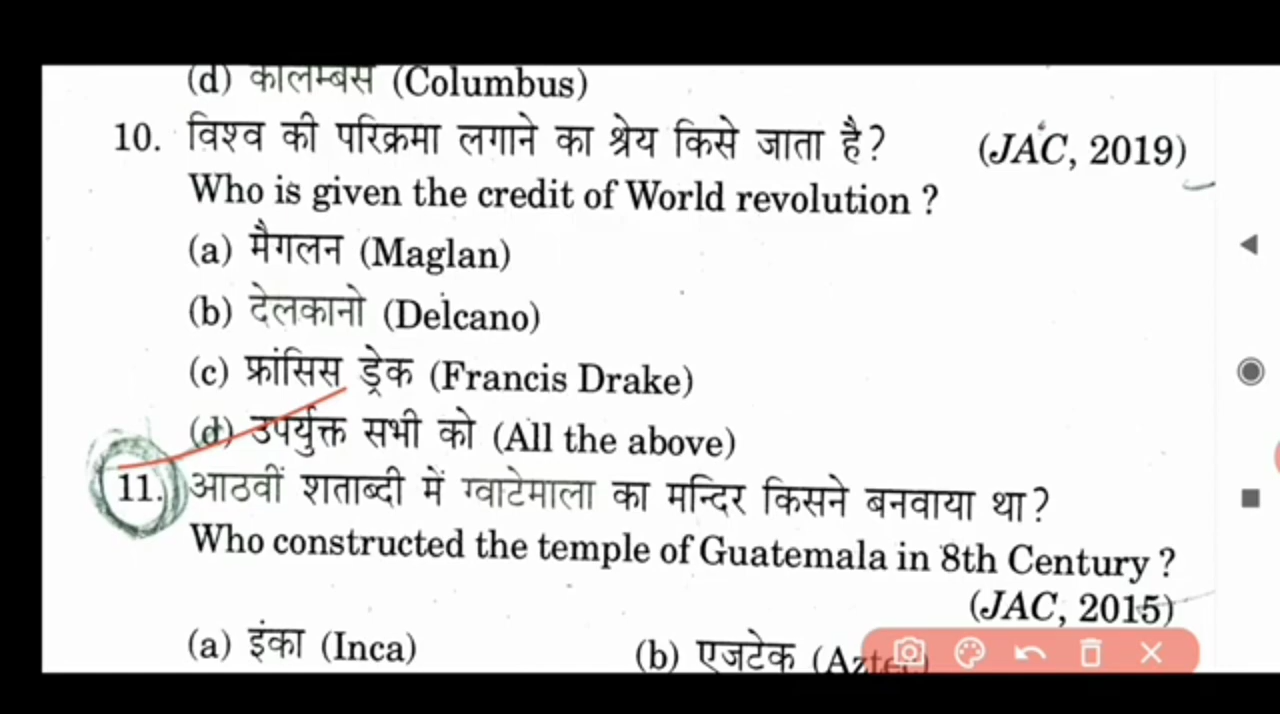 (d) कोलम्बस (Columbus)
10. विश्व की परिक्रमा लगाने का श्रेय किसे जाता है? (JAC, 2019)
Who is given the credit of World revolution ?
(a) मैगलन (Maglan)
(b) देलकानो (Delcano)
(c) फ्रांसिस ड्रेक (Francis Drake)
(d) उपर्युक्त सभी को (All the above)
11. आठवीं शताब्दी में ग्वाटेमाला का मन्दिर किसने बनवाया था?
Who constructed the temple of Guatemala in 8th Century ?
(JAC, 2015)
(a) इंका (Inca) (b) एजटेक (Aztec)